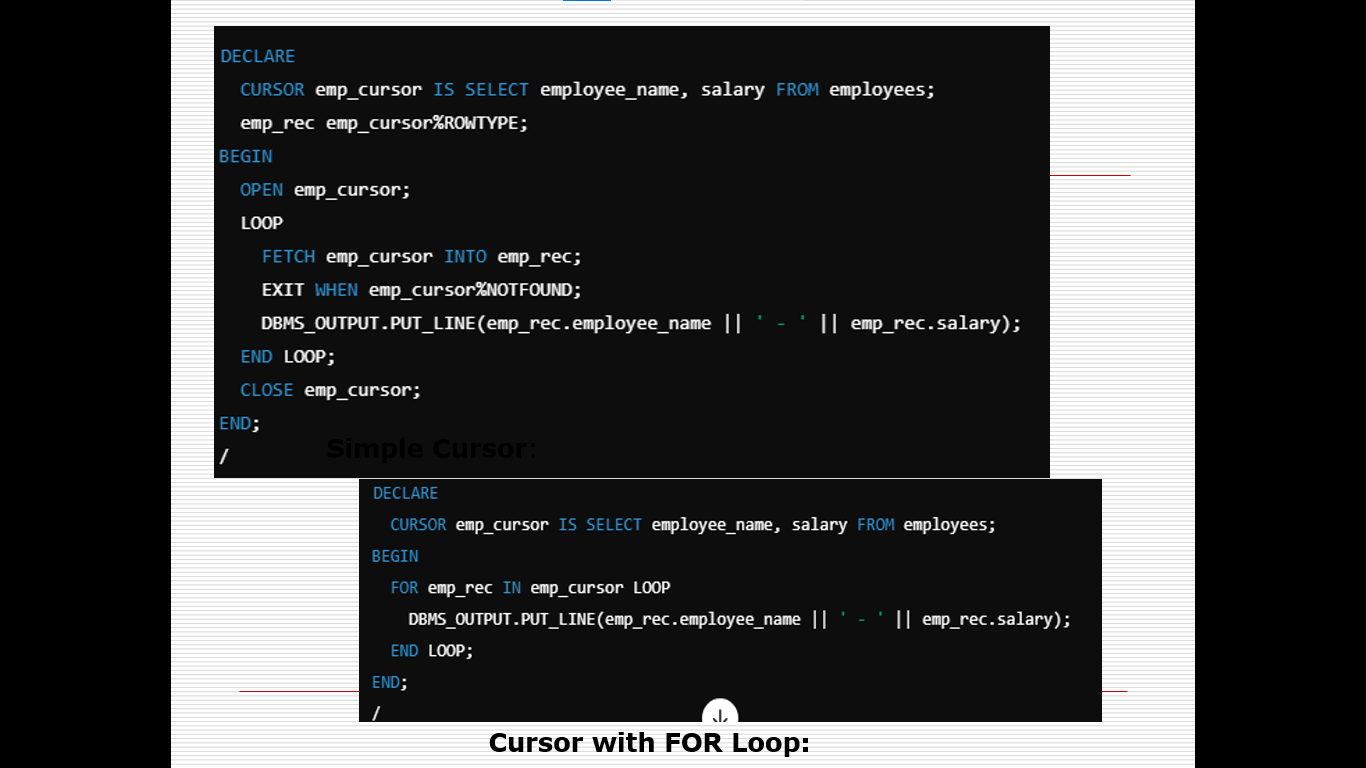 DECLARE
CURSOR emp_cursor IS SELECT employee_name, salary FROM employees;
emp_rec emp_cursor%ROWTYPE;
BEGIN
OPEN emp_cursor;
LOOP
FETCH emp_cursor INTO emp_rec;
EXIT WHEN emp_cursor%NOTFOUND;
DBMS_OUTPUT.PUT_LINE(emp_rec.employee_name || ' - ' || emp_rec.salary);
END LOOP;
CLOSE emp_cursor;
END;
/
Simple Cursor:
DECLARE
CURSOR emp_cursor IS SELECT employee_name, salary FROM employees;
BEGIN
FOR emp_rec IN emp_cursor LOOP
DBMS_OUTPUT.PUT_LINE(emp_rec.employee_name || ' - ' || emp_rec.salary);
END LOOP;
END;
/
Cursor with FOR Loop: